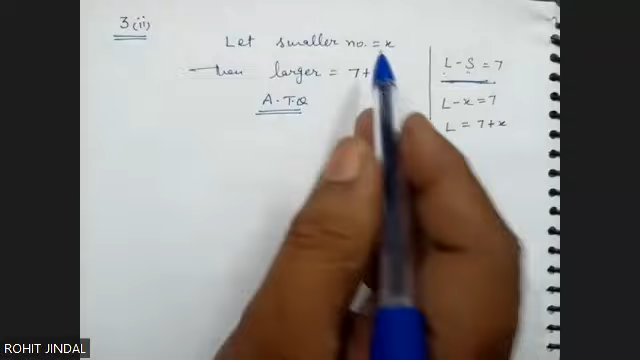 3(ii)
Let smaller no. = x
then larger = 7+
A.T.Q
L - S = 7
L - x = 7
L = 7 + x
ROHIT JINDAL